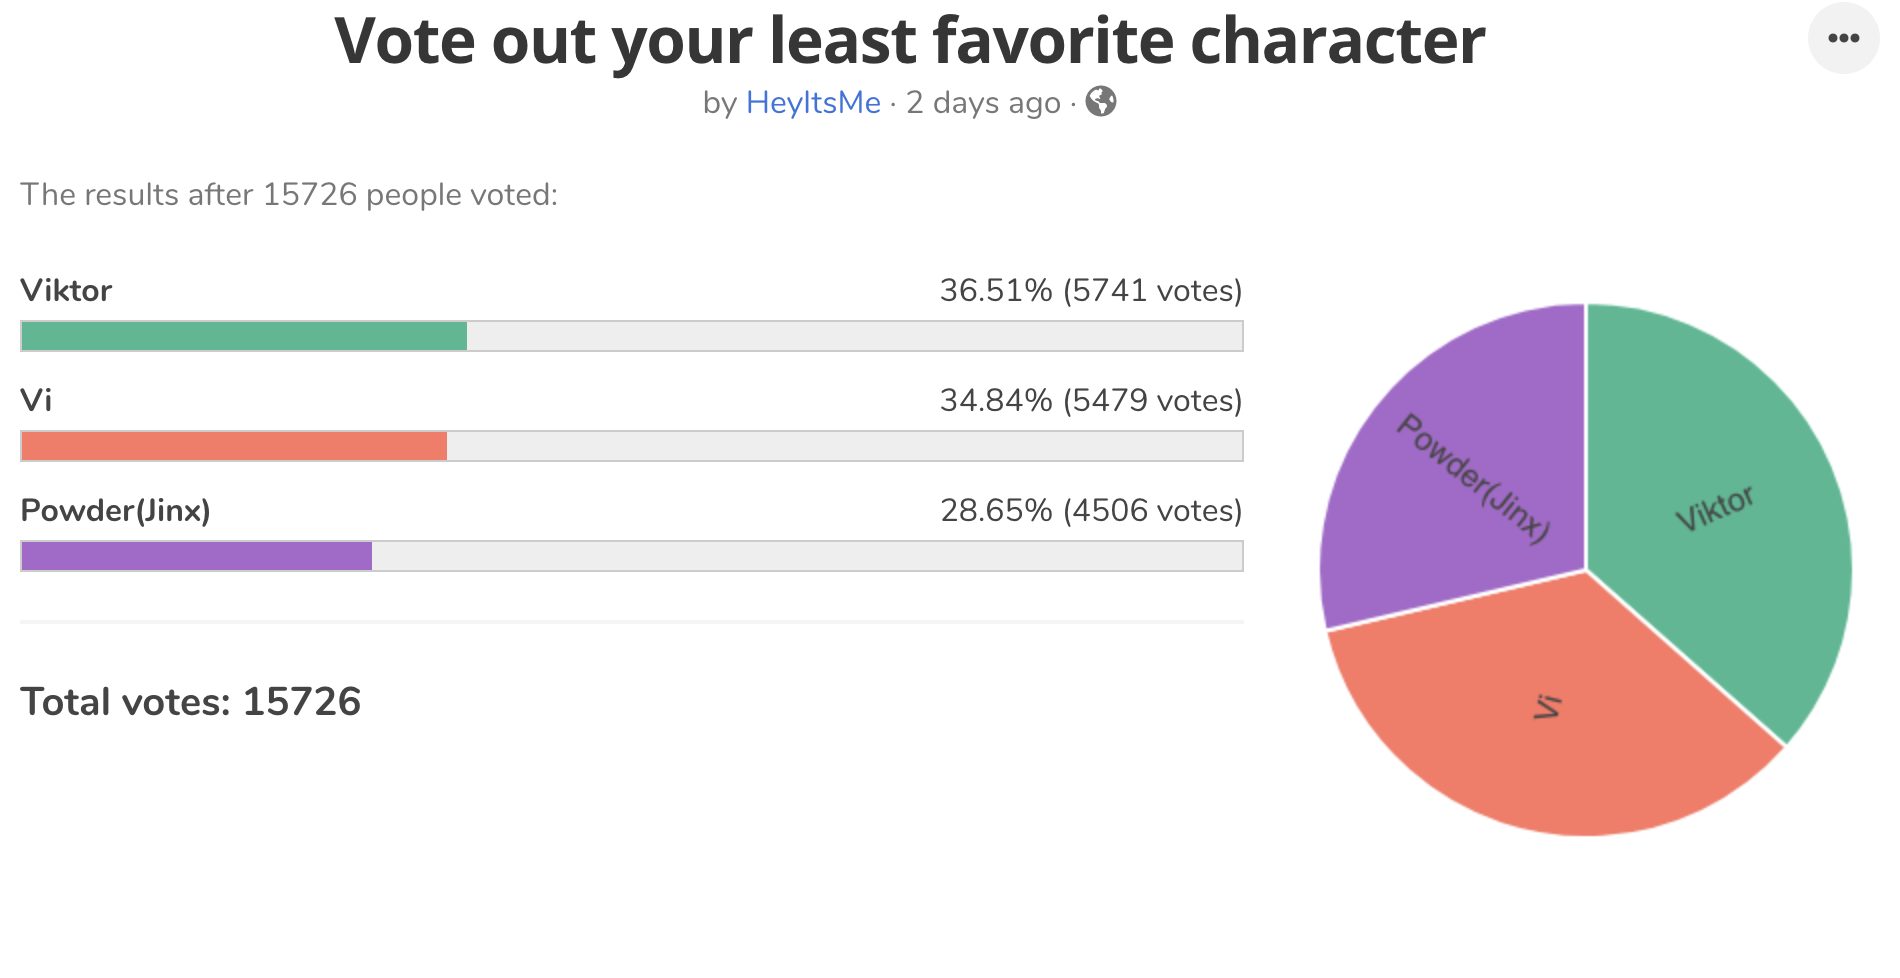 Vote out your least favorite character
by HeyItsMe · 2 days ago ·
The results after 15726 people voted:
Viktor 36.51% (5741 votes)
Vi 34.84% (5479 votes)
Powder(Jinx) 28.65% (4506 votes)
Total votes: 15726
Powder(Jinx)
Viktor
Vi